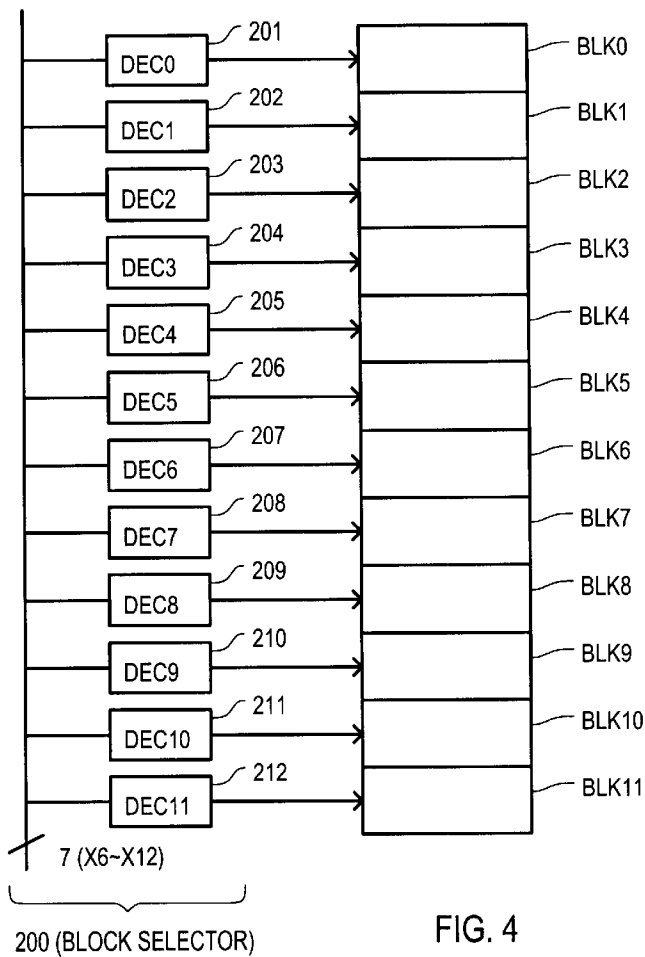 201
DEC0
BLK0
202
DEC1
BLK1
203
DEC2
BLK2
204
DEC3
BLK3
205
DEC4
BLK4
206
DEC5
BLK5
207
DEC6
BLK6
208
DEC7
BLK7
209
DEC8
BLK8
210
DEC9
BLK9
211
DEC10
BLK10
212
DEC11
BLK11
7 (X6~X12)
200 (BLOCK SELECTOR)
FIG. 4